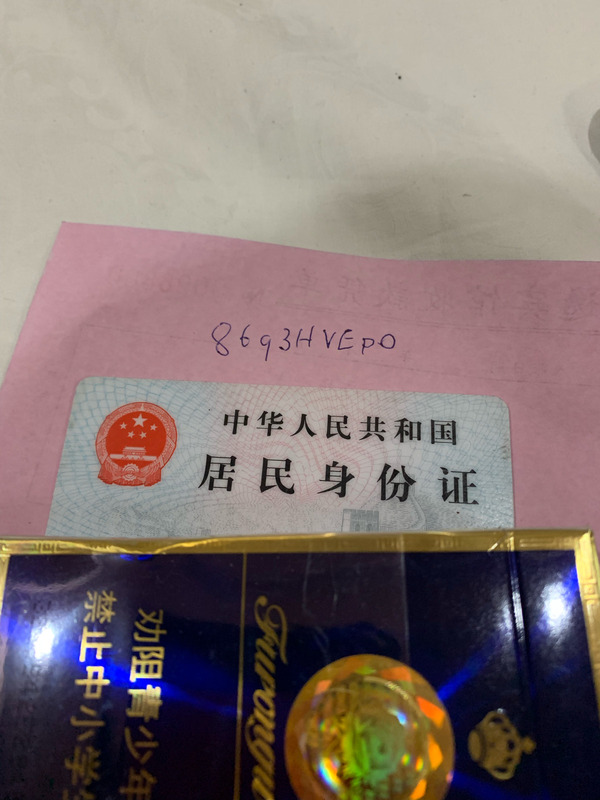 8693HVEpO
中华人民共和国
居民身份证
劝阻青少年
禁止中小学
Furong